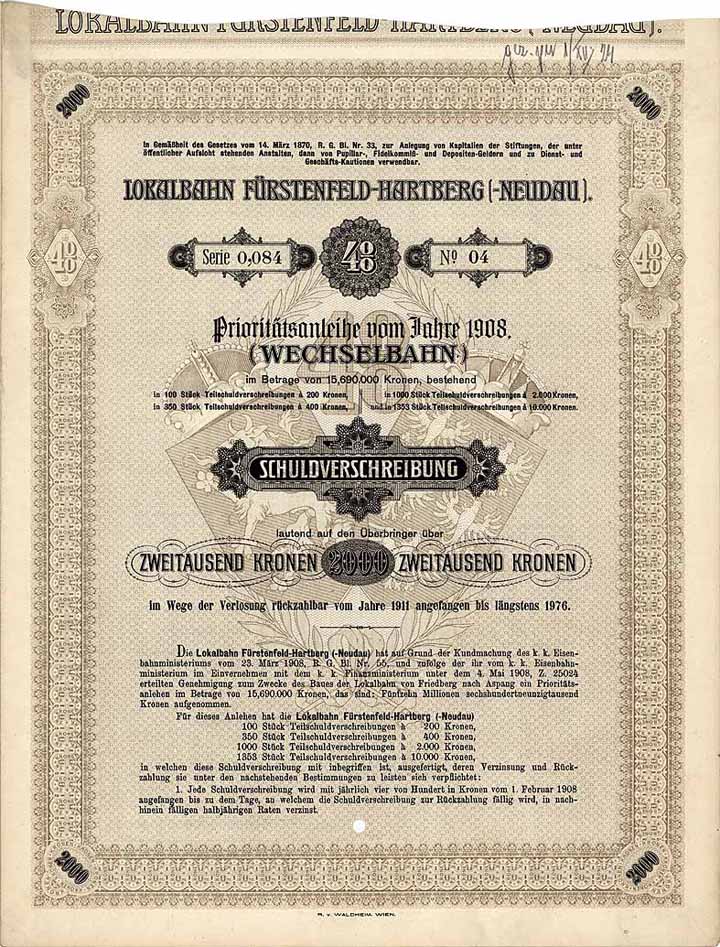 LOKALBAHN FÜRSTENFELD-HARTBERG (-NEUDAU).
2000 2000
In Gemäßheit des Gesetzes vom 14. März 1870, R. G. Bl. Nr. 33, zur Anlegung von Kapitalien der Stiftungen, der unter
öffentlicher Aufsicht stehenden Anstalten, dann von Pupillar-, Fideikommiß- und Depositen-Geldern und zu Dienst- und
Geschäfts-Kautionen verwendbar.
LOKALBAHN FÜRSTENFELD-HARTBERG (-NEUDAU).
4% Serie 0,084 4% No 04 4%
Prioritätsanleihe vom Jahre 1908.
(WECHSELBAHN)
im Betrage von 15,690.000 Kronen, bestehend
in 100 Stück Teilschuldverschreibungen à 200 Kronen, in 1000 Stück Teilschuldverschreibungen à 2.000 Kronen,
in 350 Stück Teilschuldverschreibungen à 400 Kronen, und in 1353 Stück Teilschuldverschreibungen à 10.000 Kronen.
SCHULDVERSCHREIBUNG
lautend auf den Überbringer über
ZWEITAUSEND KRONEN 2000 ZWEITAUSEND KRONEN
im Wege der Verlosung rückzahlbar vom Jahre 1911 angefangen bis längstens 1976.
Die Lokalbahn Fürstenfeld-Hartberg (-Neudau) hat auf Grund der Kundmachung des k. k. Eisen-
bahnministeriums vom 23. März 1908, R. G. Bl. Nr. 55, und zufolge der ihr vom k. k. Eisenbahn-
ministerium im Einvernehmen mit dem k. k. Finanzministerium unter dem 4. Mai 1908, Z. 25024
erteilten Genehmigung zum Zwecke des Baues der Lokalbahn von Friedberg nach Aspang ein Prioritäts-
anlehen im Betrage von 15,690.000 Kronen, das sind: Fünfzehn Millionen sechshundertneunzigtausend
Kronen aufgenommen.
Für dieses Anlehen hat die Lokalbahn Fürstenfeld-Hartberg (-Neudau)
100 Stück Teilschuldverschreibungen à 200 Kronen,
350 Stück Teilschuldverschreibungen à 400 Kronen,
1000 Stück Teilschuldverschreibungen à 2.000 Kronen,
1353 Stück Teilschuldverschreibungen à 10.000 Kronen,
in welchen diese Schuldverschreibung mit inbegriffen ist, ausgefertigt, deren Verzinsung und Rück-
zahlung sie unter den nachstehenden Bestimmungen zu leisten sich verpflichtet:
1. Jede Schuldverschreibung wird mit jährlich vier von Hundert in Kronen vom 1. Februar 1908
angefangen bis zu dem Tage, an welchem die Schuldverschreibung zur Rückzahlung fällig wird, in nach-
hinein fälligen halbjährigen Raten verzinst.
2000 2000
R. v. WALDHEIM, WIEN.